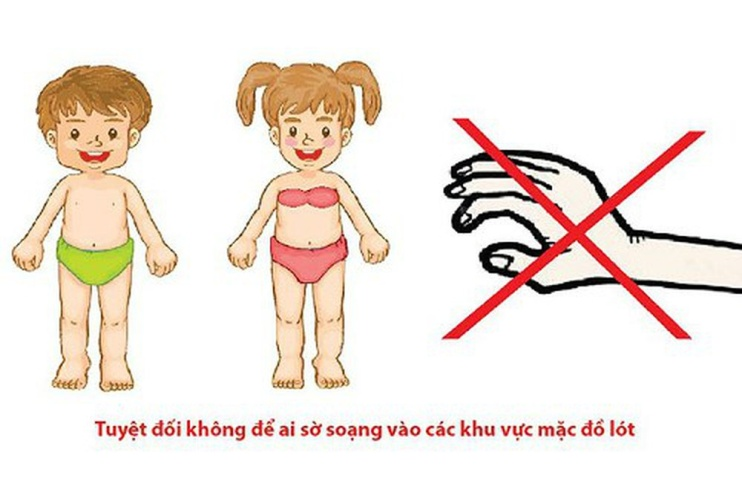 Tuyệt đối không để ai sờ soạng vào các khu vực mặc đồ lót